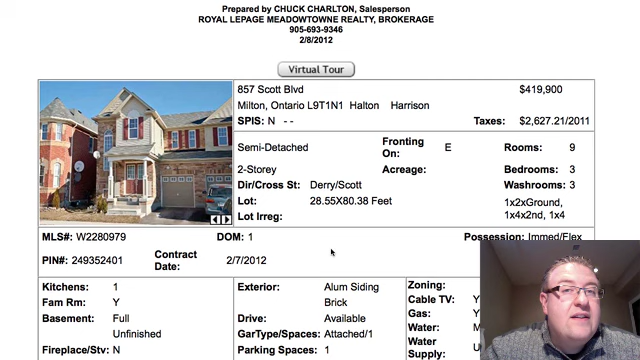 Prepared by CHUCK CHARLTON, Salesperson
ROYAL LEPAGE MEADOWTOWNE REALTY, BROKERAGE
905-693-9346
2/8/2012
Virtual Tour
857 Scott Blvd $419,900
Milton, Ontario L9T1N1 Halton Harrison
SPIS: N - - Taxes: $2,627.21/2011
Semi-Detached Fronting On: E Rooms: 9
2-Storey Acreage: Bedrooms: 3
Dir/Cross St: Derry/Scott Washrooms: 3
Lot: 28.55X80.38 Feet 1x2xGround,
Lot Irreg: 1x4x2nd, 1x4
MLS#: W2280979 DOM: 1 Possession: Immed/Flex
PIN#: 249352401 Contract Date: 2/7/2012
Kitchens: 1 Exterior: Alum Siding Zoning:
Fam Rm: Y Brick Cable TV: Y
Basement: Full Drive: Available Gas: Y
Unfinished GarType/Spaces: Attached/1 Water: M
Fireplace/Stv: N Parking Spaces: 1 Water Supply: U